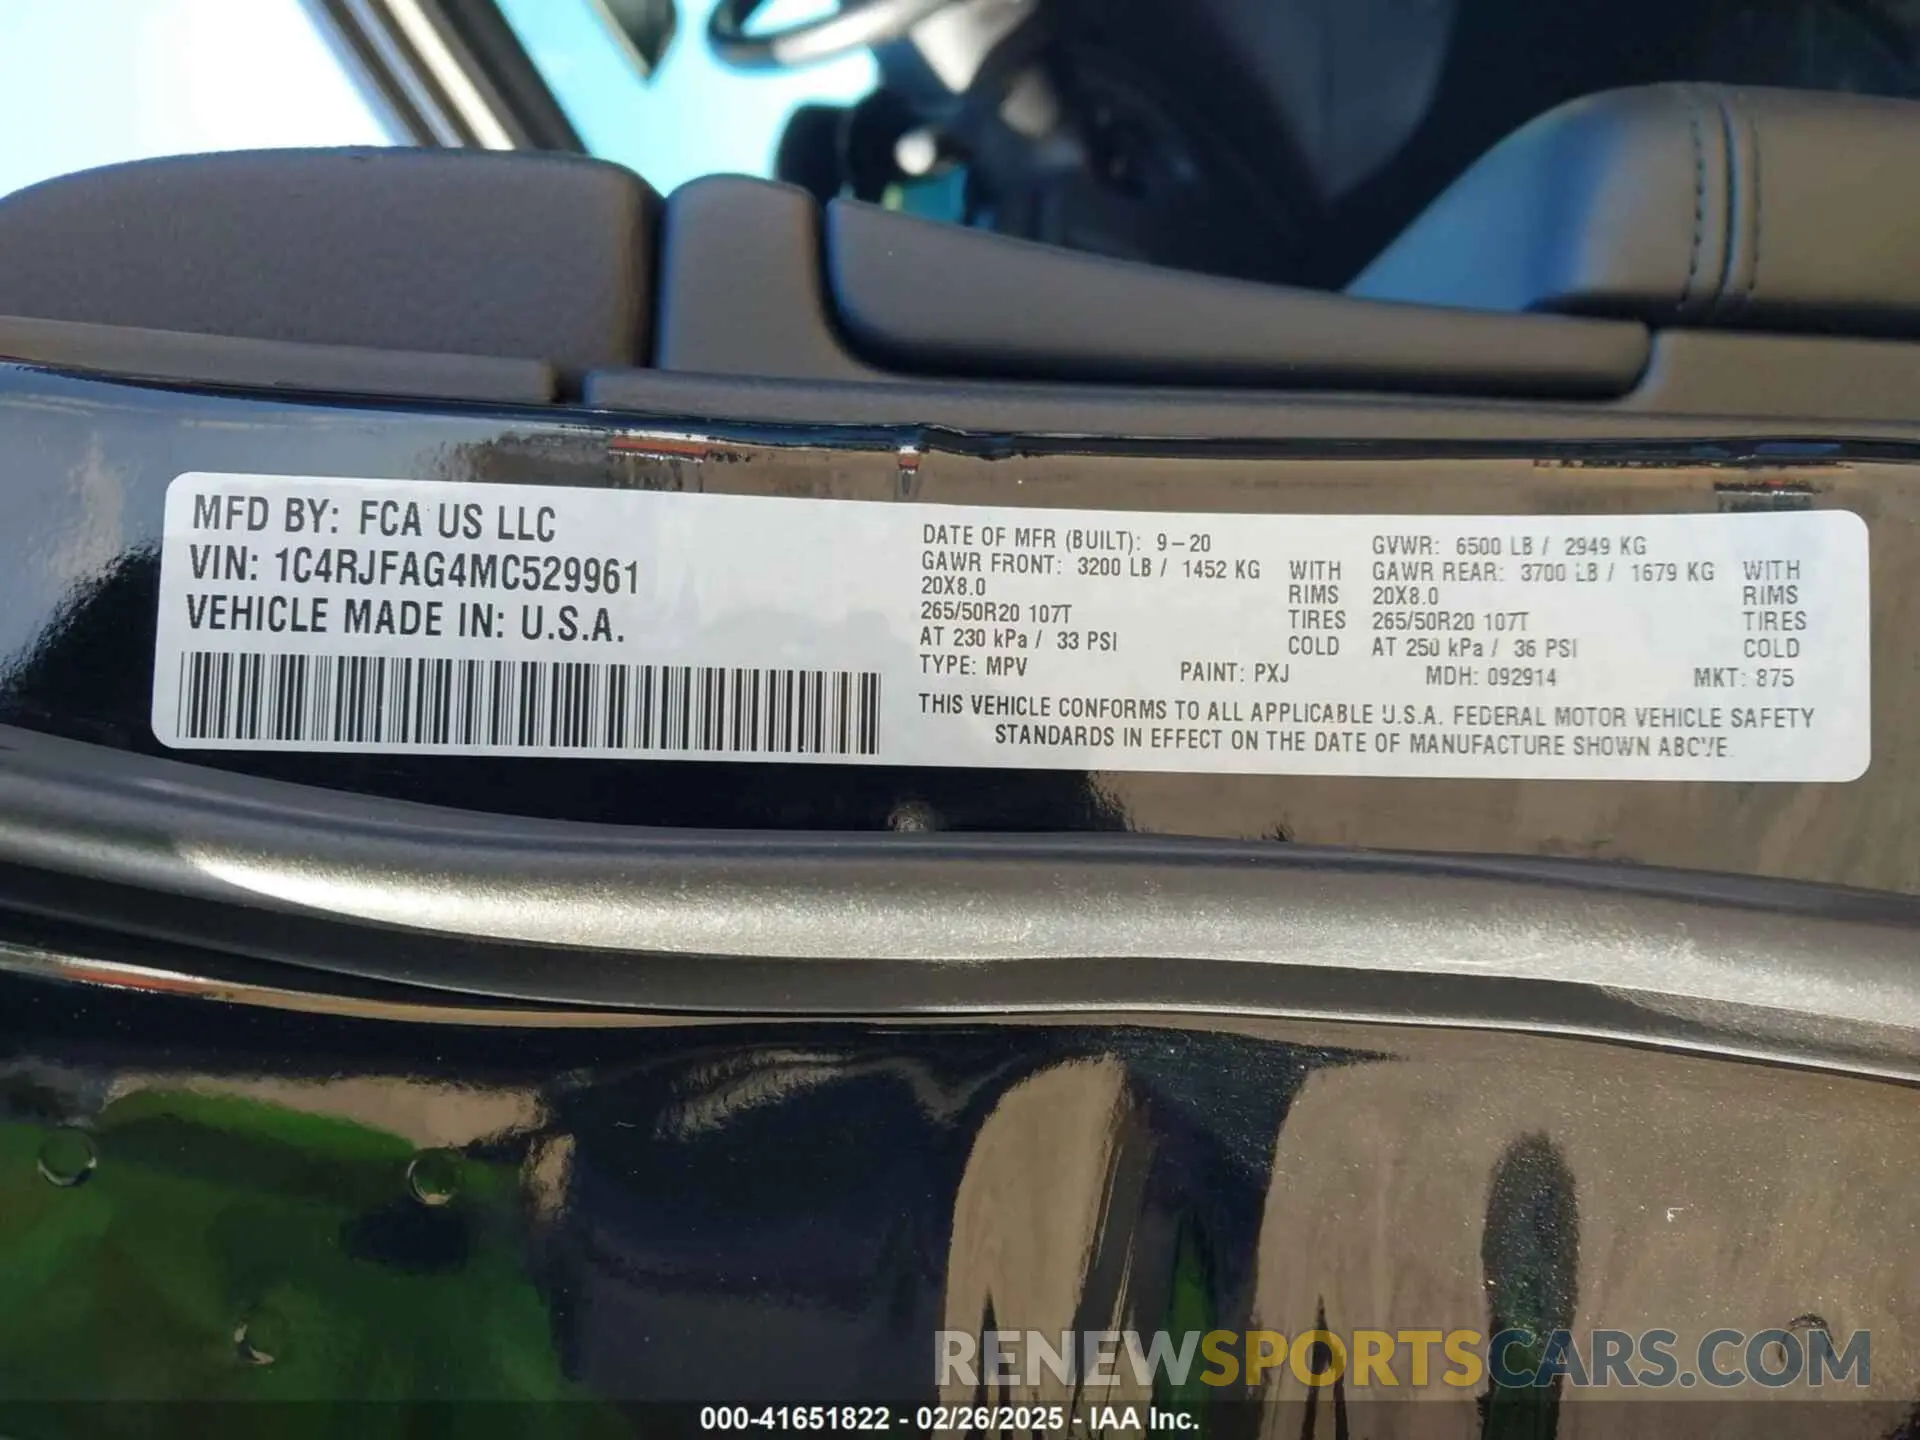 MFD BY: FCA US LLC
VIN: 1C4RJFAG4MC529961
VEHICLE MADE IN: U.S.A.
DATE OF MFR (BUILT): 9-20 GVWR: 6500 LB / 2949 KG
GAWR FRONT: 3200 LB / 1452 KG WITH GAWR REAR: 3700 LB / 1679 KG WITH
20X8.0 RIMS 20X8.0 RIMS
265/50R20 107T TIRES 265/50R20 107T TIRES
AT 230 kPa / 33 PSI COLD AT 250 kPa / 36 PSI COLD
TYPE: MPV PAINT: PXJ MDH: 092914 MKT: 875
THIS VEHICLE CONFORMS TO ALL APPLICABLE U.S.A. FEDERAL MOTOR VEHICLE SAFETY
STANDARDS IN EFFECT ON THE DATE OF MANUFACTURE SHOWN ABOVE.
RENEWSPORTSCARS.COM
000-41651822 - 02/26/2025 - IAA Inc.